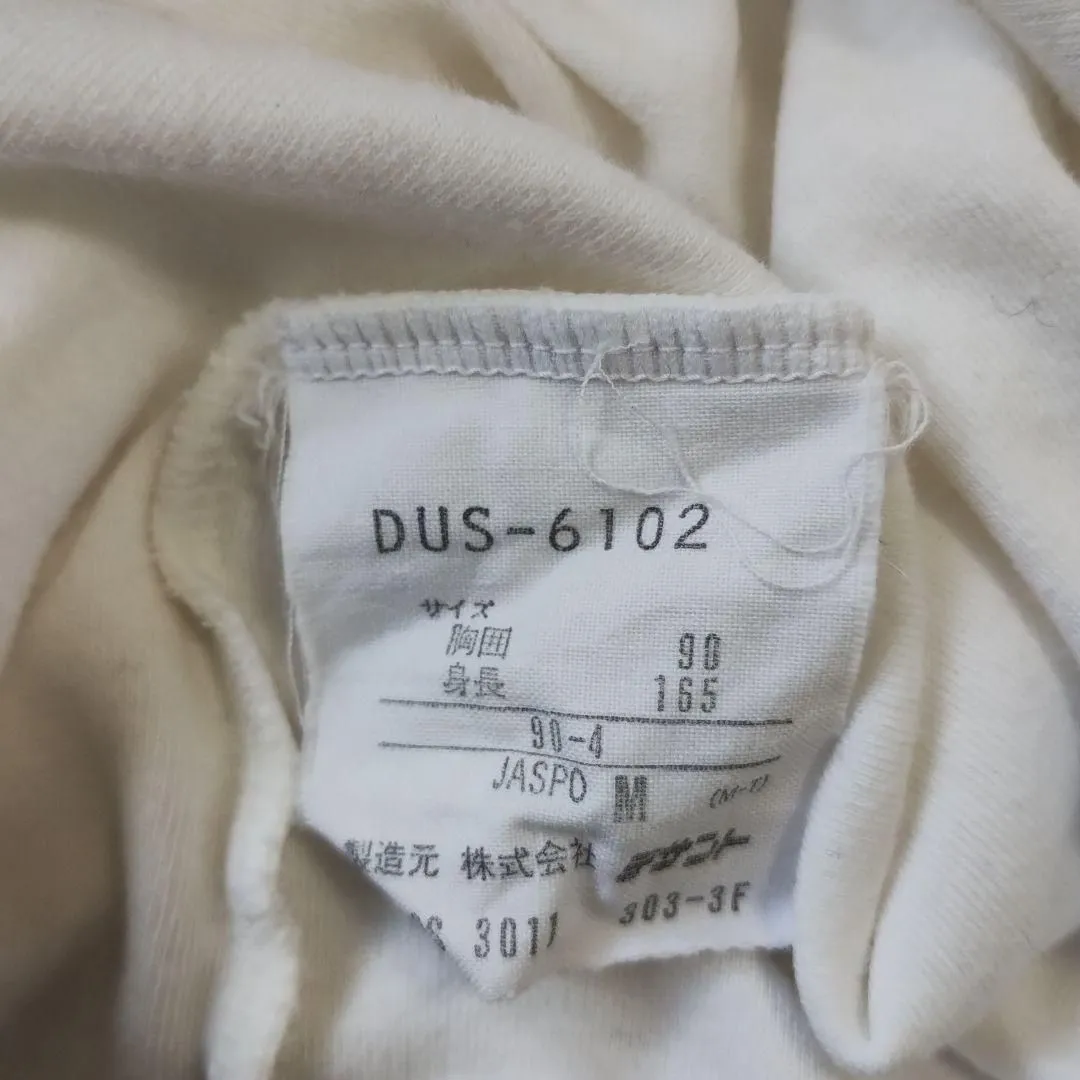 DUS-6102
サイズ
胸囲 90
身長 165
90-4
JASPO M (M-T)
製造元 株式会社 デサント
3011 303-3F